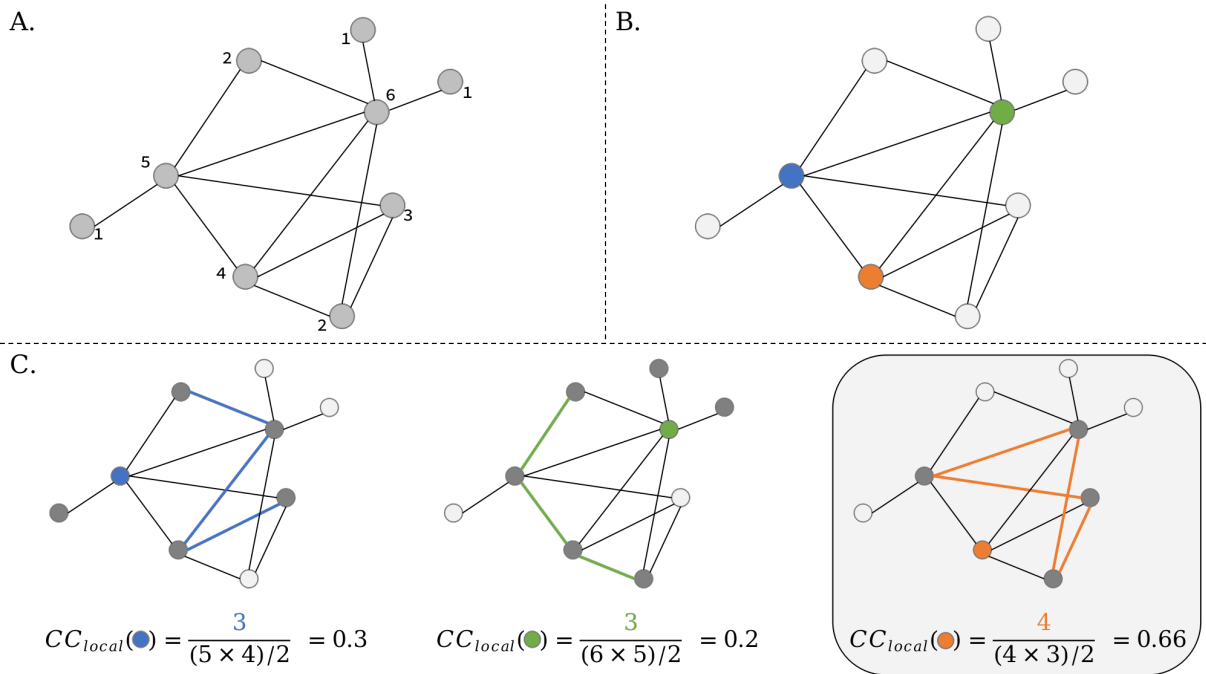 A.
1
2
6
1
5
3
1
4
2
B.
C.
CC_local( ) = 3/((5 × 4)/2) = 0.3
CC_local( ) = 3/((6 × 5)/2) = 0.2
CC_local( ) = 4/((4 × 3)/2) = 0.66